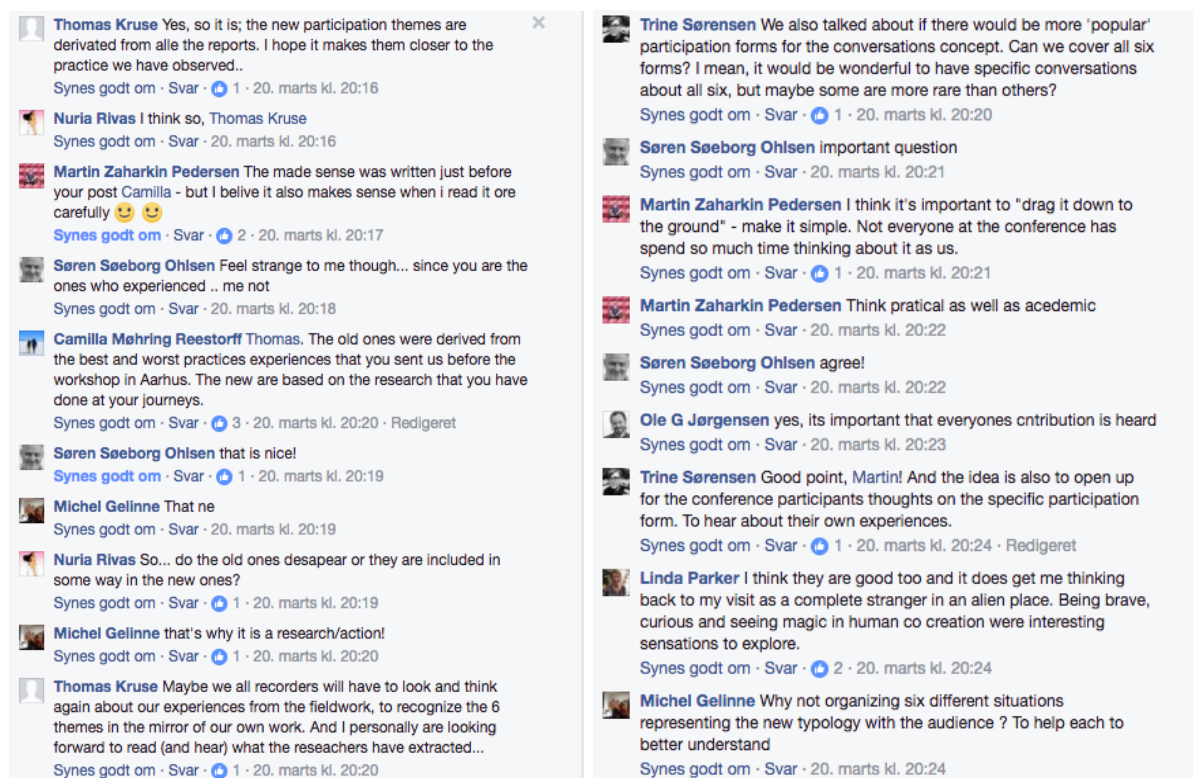 Thomas Kruse Yes, so it is; the new participation themes are
derivated from alle the reports. I hope it makes them closer to the
practice we have observed..
Synes godt om · Svar · 1 · 20. marts kl. 20:16
Nuria Rivas I think so, Thomas Kruse
Synes godt om · Svar · 20. marts kl. 20:16
Martin Zaharkin Pedersen The made sense was written just before
your post Camilla - but I belive it also makes sense when i read it ore
carefully 🙂 🙂
Synes godt om · Svar · 2 · 20. marts kl. 20:17
Søren Søeborg Ohlsen Feel strange to me though... since you are the
ones who experienced .. me not
Synes godt om · Svar · 20. marts kl. 20:18
Camilla Møhring Reestorff Thomas. The old ones were derived from
the best and worst practices experiences that you sent us before the
workshop in Aarhus. The new are based on the research that you have
done at your journeys.
Synes godt om · Svar · 3 · 20. marts kl. 20:20 · Redigeret
Søren Søeborg Ohlsen that is nice!
Synes godt om · Svar · 1 · 20. marts kl. 20:19
Michel Gelinne That ne
Synes godt om · Svar · 20. marts kl. 20:19
Nuria Rivas So... do the old ones desapear or they are included in
some way in the new ones?
Synes godt om · Svar · 1 · 20. marts kl. 20:19
Michel Gelinne that's why it is a research/action!
Synes godt om · Svar · 1 · 20. marts kl. 20:20
Thomas Kruse Maybe we all recorders will have to look and think
again about our experiences from the fieldwork, to recognize the 6
themes in the mirror of our own work. And I personally are looking
forward to read (and hear) what the reseachers have extracted...
Synes godt om · Svar · 1 · 20. marts kl. 20:20
Trine Sørensen We also talked about if there would be more 'popular'
participation forms for the conversations concept. Can we cover all six
forms? I mean, it would be wonderful to have specific conversations
about all six, but maybe some are more rare than others?
Synes godt om · Svar · 1 · 20. marts kl. 20:20
Søren Søeborg Ohlsen important question
Synes godt om · Svar · 20. marts kl. 20:21
Martin Zaharkin Pedersen I think it's important to "drag it down to
the ground" - make it simple. Not everyone at the conference has
spend so much time thinking about it as us.
Synes godt om · Svar · 1 · 20. marts kl. 20:21
Martin Zaharkin Pedersen Think pratical as well as acedemic
Synes godt om · Svar · 20. marts kl. 20:22
Søren Søeborg Ohlsen agree!
Synes godt om · Svar · 20. marts kl. 20:22
Ole G Jørgensen yes, its important that everyones cntribution is heard
Synes godt om · Svar · 20. marts kl. 20:23
Trine Sørensen Good point, Martin! And the idea is also to open up
for the conference participants thoughts on the specific participation
form. To hear about their own experiences.
Synes godt om · Svar · 1 · 20. marts kl. 20:24 · Redigeret
Linda Parker I think they are good too and it does get me thinking
back to my visit as a complete stranger in an alien place. Being brave,
curious and seeing magic in human co creation were interesting
sensations to explore.
Synes godt om · Svar · 2 · 20. marts kl. 20:24
Michel Gelinne Why not organizing six different situations
representing the new typology with the audience ? To help each to
better understand
Synes godt om · Svar · 20. marts kl. 20:24